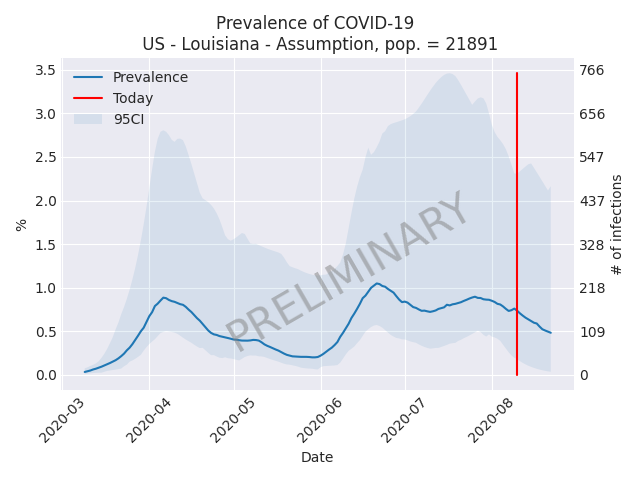 Prevalence of COVID-19
US - Louisiana - Assumption, pop. = 21891
Prevalence
Today
95CI
PRELIMINARY
3.5
3.0
2.5
2.0
1.5
1.0
0.5
0.0
%
766
656
547
437
328
218
109
0
# of infections
2020-03
2020-04
2020-05
2020-06
2020-07
2020-08
Date